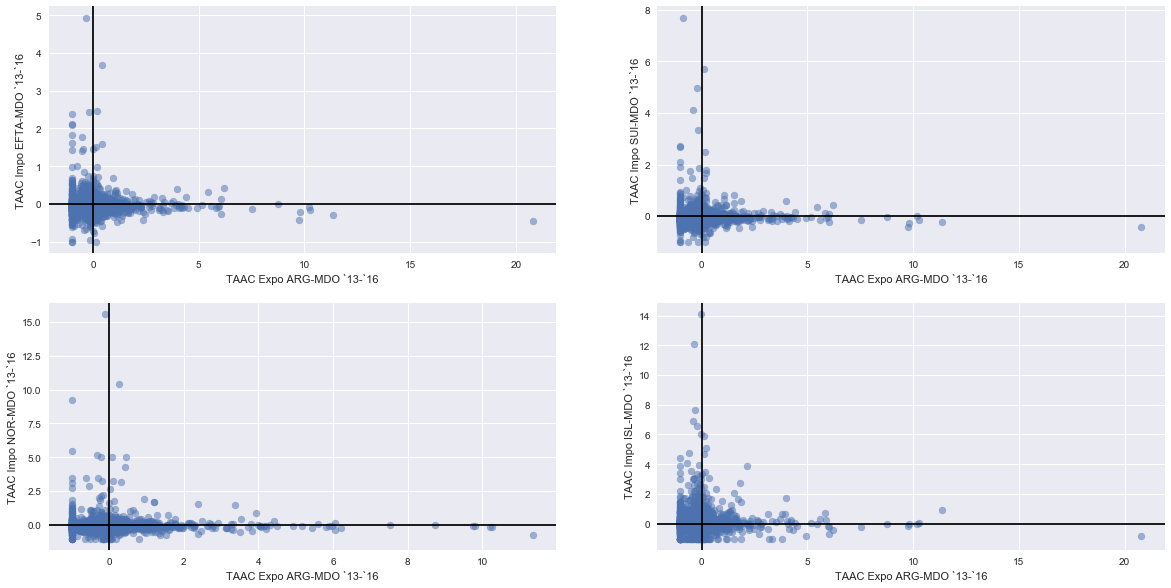 5
4
3
2
1
0
−1
TAAC Impo EFTA-MDO `13-`16
0 5 10 15 20
TAAC Expo ARG-MDO `13-`16
8
6
4
2
0
TAAC Impo SUI-MDO `13-`16
0 5 10 15 20
TAAC Expo ARG-MDO `13-`16
15.0
12.5
10.0
7.5
5.0
2.5
0.0
TAAC Impo NOR-MDO `13-`16
0 2 4 6 8 10
TAAC Expo ARG-MDO `13-`16
14
12
10
8
6
4
2
0
TAAC Impo ISL-MDO `13-`16
0 5 10 15 20
TAAC Expo ARG-MDO `13-`16